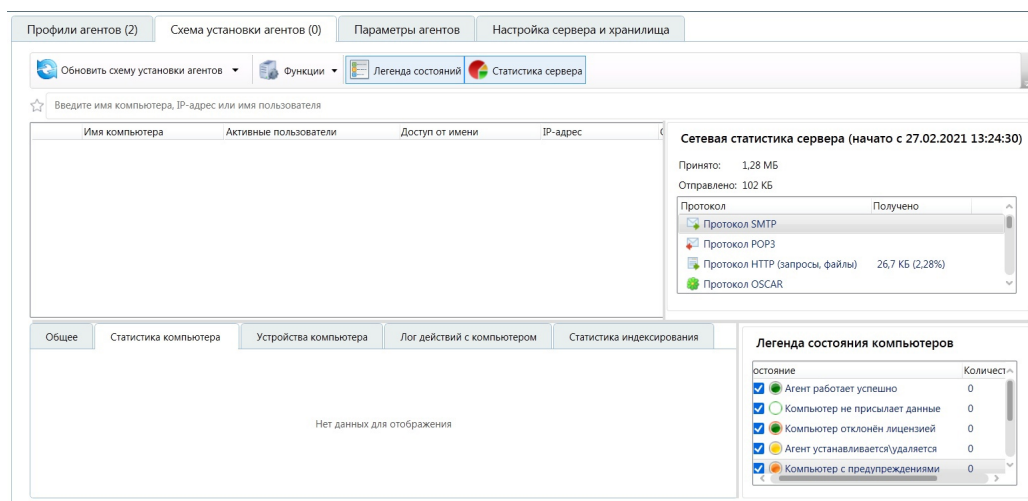 Профили агентов (2) Схема установки агентов (0) Параметры агентов Настройка сервера и хранилища
Обновить схему установки агентов Функции Легенда состояний Статистика сервера
Введите имя компьютера, IP-адрес или имя пользователя
Имя компьютера Активные пользователи Доступ от имени IP-адрес
Сетевая статистика сервера (начато с 27.02.2021 13:24:30)
Принято: 1,28 МБ
Отправлено: 102 КБ
Протокол Получено
Протокол SMTP
Протокол POP3
Протокол HTTP (запросы, файлы) 26,7 КБ (2,28%)
Протокол OSCAR
Общее Статистика компьютера Устройства компьютера Лог действий с компьютером Статистика индексирования
Нет данных для отображения
Легенда состояния компьютеров
остояние Количест
Агент работает успешно 0
Компьютер не присылает данные 0
Компьютер отклонён лицензией 0
Агент устанавливается\удаляется 0
Компьютер с предупреждениями 0